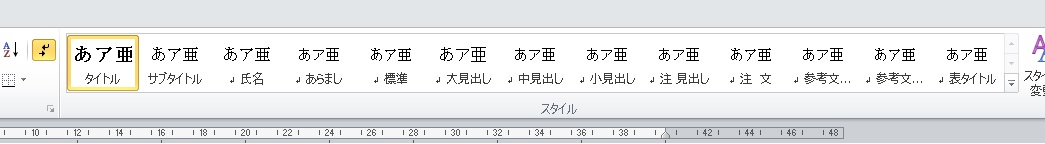 A
Z
あア亜 あア亜 あア亜 あア亜 あア亜 あア亜 あア亜 あア亜 あア亜 あア亜 あア亜 あア亜 あア亜
タイトル サブタイトル ↲ 氏名 ↲ あらまし ↲ 標準 ↲ 大見出し ↲ 中見出し ↲ 小見出し ↲ 注 見出し ↲ 注 文 ↲ 参考文... ↲ 参考文... ↲ 表タイトル
スタイ
変更
スタイル
10 12 14 16 18 20 22 24 26 28 30 32 34 36 38 42 44 46 48